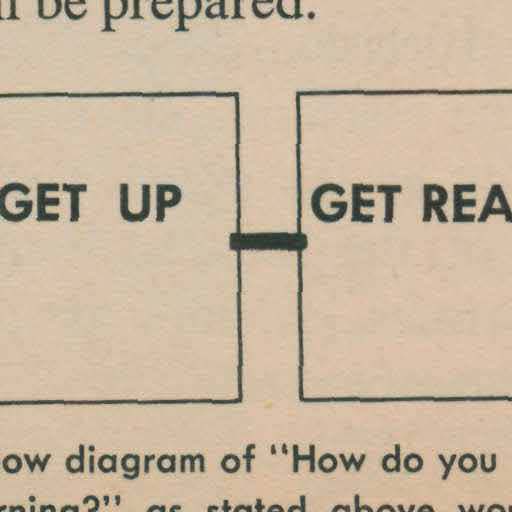 be prepared.
GET UP GET REA
ow diagram of "How do you
rning?" as stated above wo